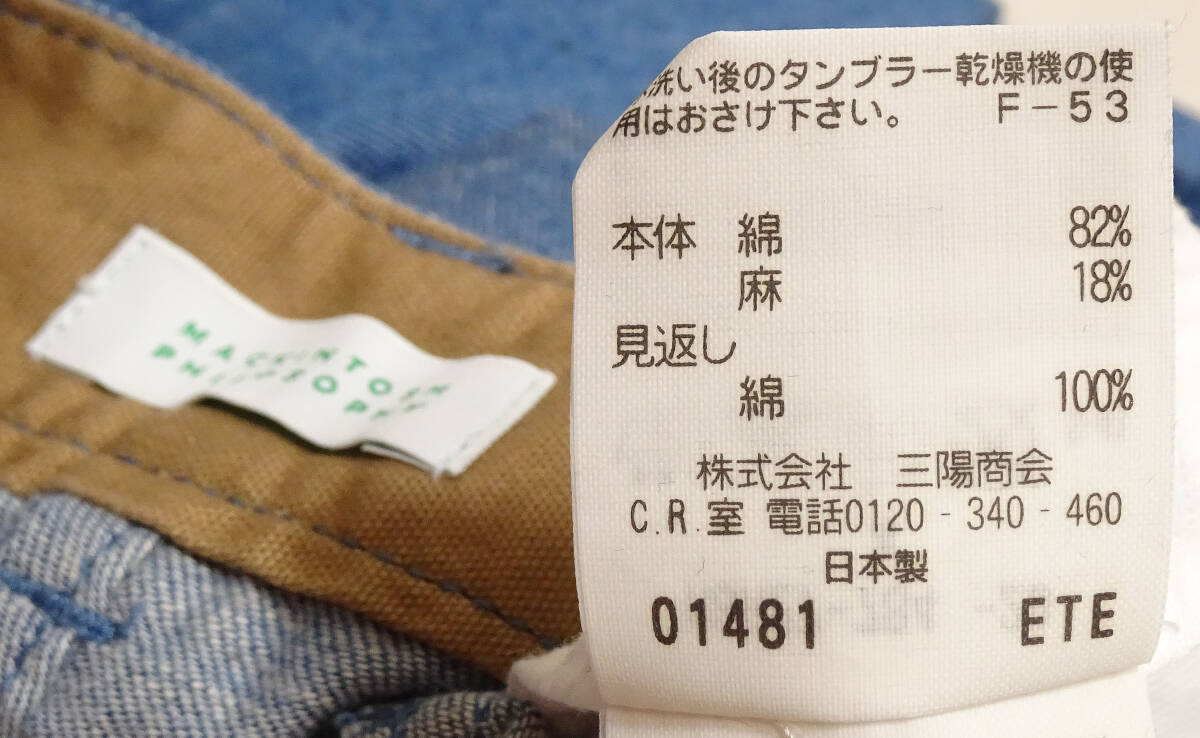 洗い後のタンブラー乾燥機の使
用はおさけ下さい。 F-53
本体 綿 82%
麻 18%
見返し
綿 100%
株式会社 三陽商会
C.R.室 電話0120-340-460
日本製
01481 ETE
MACKINTOSH
PHILOSOPHY